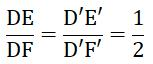 DE/DF = D′E′/D′F′ = 1/2